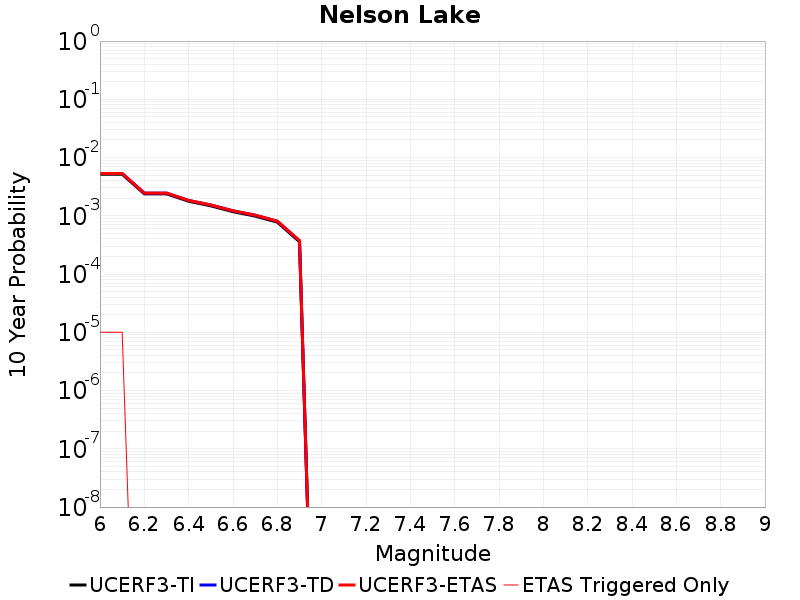 Nelson Lake
10 Year Probability
10^0
10^-1
10^-2
10^-3
10^-4
10^-5
10^-6
10^-7
10^-8
6 6.2 6.4 6.6 6.8 7 7.2 7.4 7.6 7.8 8 8.2 8.4 8.6 8.8 9
Magnitude
UCERF3-TI UCERF3-TD UCERF3-ETAS ETAS Triggered Only